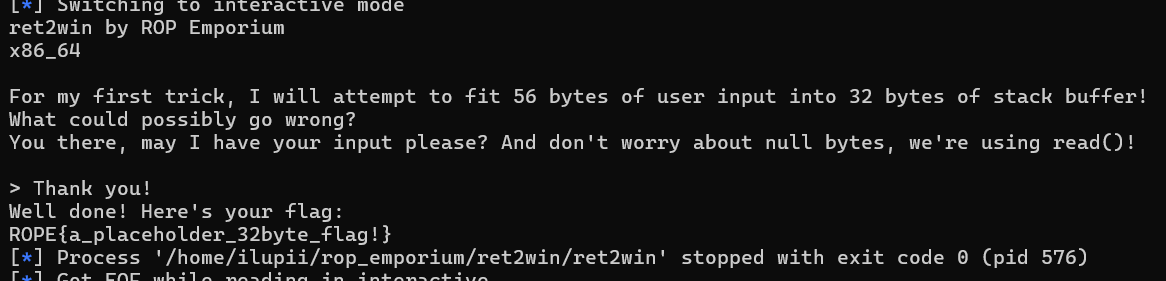 [*] Switching to interactive mode
ret2win by ROP Emporium
x86_64
For my first trick, I will attempt to fit 56 bytes of user input into 32 bytes of stack buffer!
What could possibly go wrong?
You there, may I have your input please? And don't worry about null bytes, we're using read()!
> Thank you!
Well done! Here's your flag:
ROPE{a_placeholder_32byte_flag!}
[*] Process '/home/ilupii/rop_emporium/ret2win/ret2win' stopped with exit code 0 (pid 576)
[*] Got EOF while reading in interactive